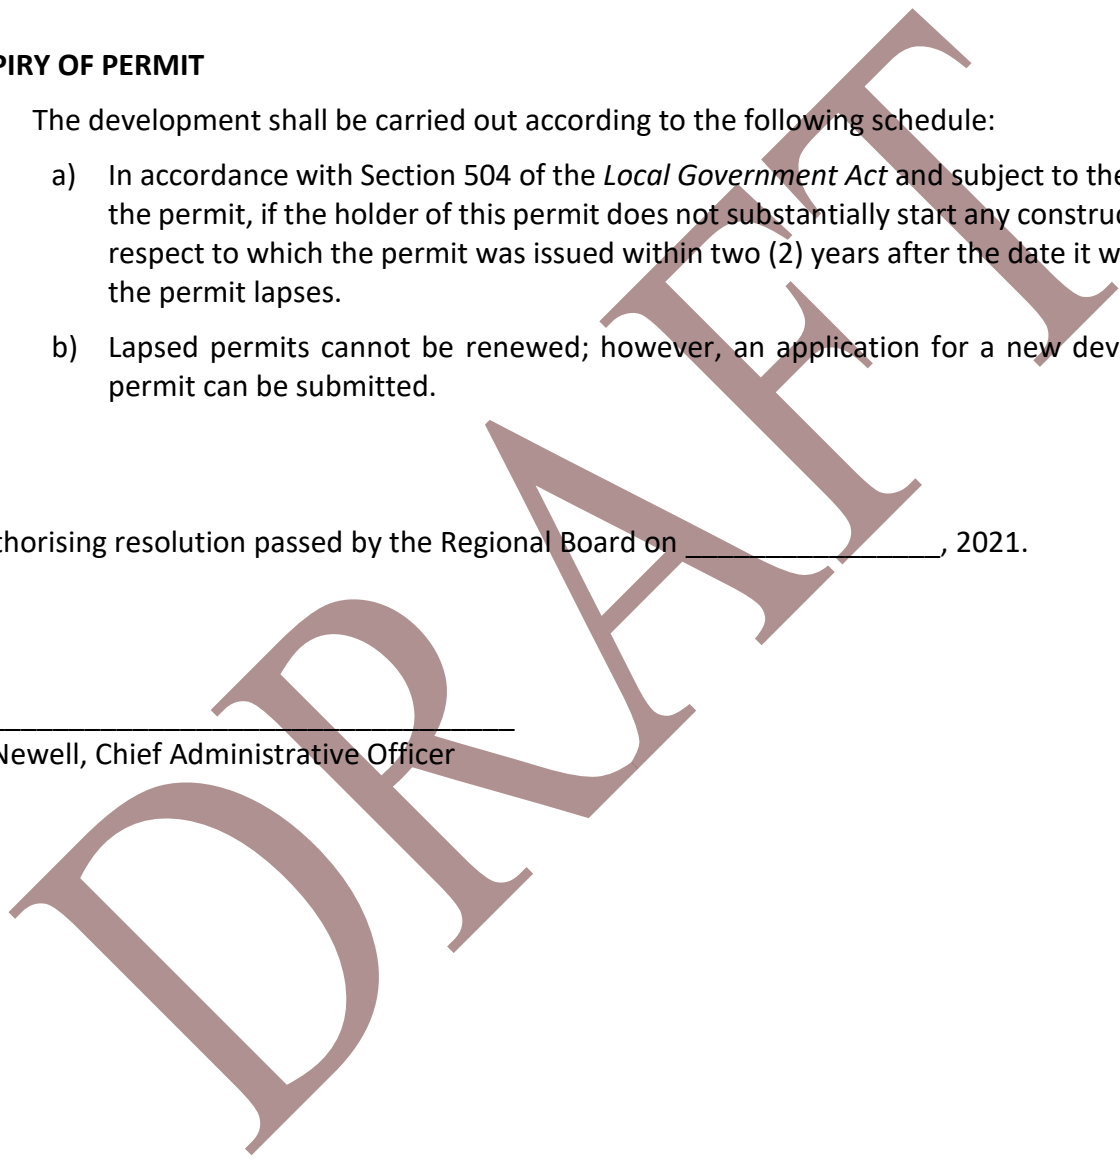 PIRY OF PERMIT
The development shall be carried out according to the following schedule:
a) In accordance with Section 504 of the Local Government Act and subject to the
the permit, if the holder of this permit does not substantially start any construc
respect to which the permit was issued within two (2) years after the date it w
the permit lapses.
b) Lapsed permits cannot be renewed; however, an application for a new dev
permit can be submitted.
thorising resolution passed by the Regional Board on ________________, 2021.
Newell, Chief Administrative Officer
DRAFT